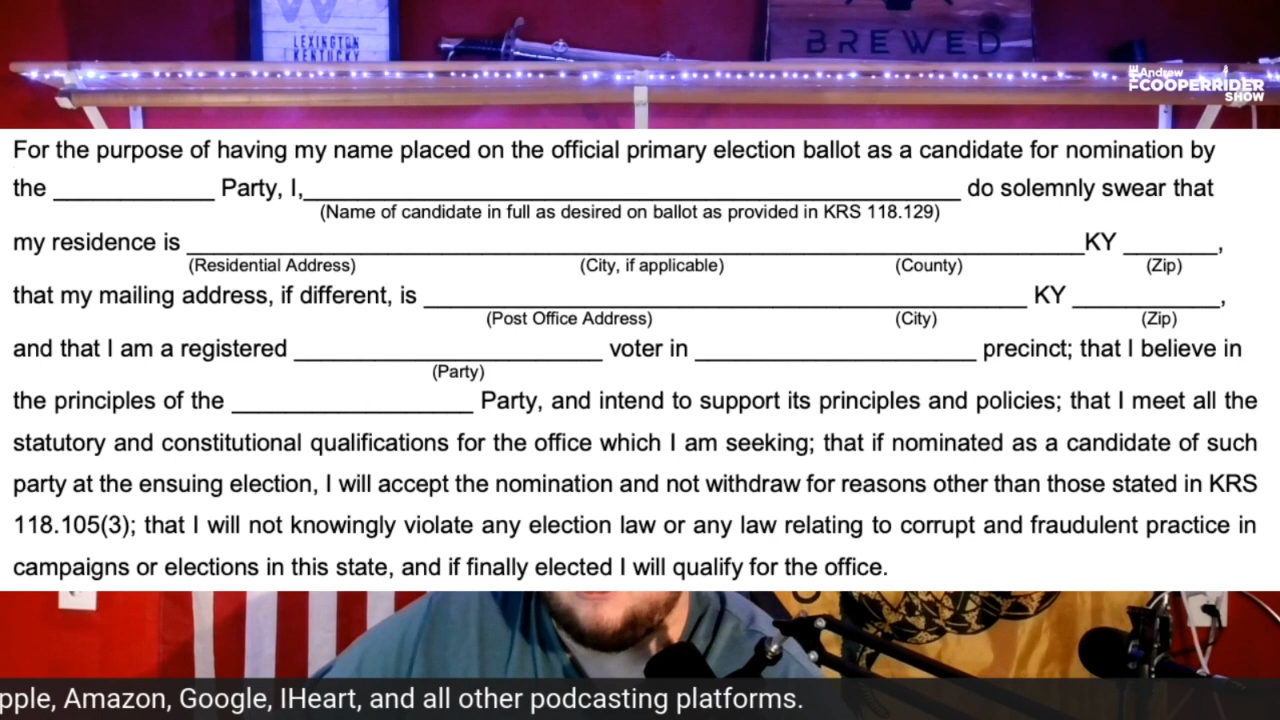 LEXINGTON
KENTUCKY
BREWED
THE Andrew
COOPERRIDER
SHOW
For the purpose of having my name placed on the official primary election ballot as a candidate for nomination by
the ____________ Party, I,____________________________________________ do solemnly swear that
(Name of candidate in full as desired on ballot as provided in KRS 118.129)
my residence is ____________________________________________________________KY _______,
(Residential Address) (City, if applicable) (County) (Zip)
that my mailing address, if different, is ________________________________________ KY __________,
(Post Office Address) (City) (Zip)
and that I am a registered _____________________ voter in ___________________ precinct; that I believe in
(Party)
the principles of the ________________ Party, and intend to support its principles and policies; that I meet all the
statutory and constitutional qualifications for the office which I am seeking; that if nominated as a candidate of such
party at the ensuing election, I will accept the nomination and not withdraw for reasons other than those stated in KRS
118.105(3); that I will not knowingly violate any election law or any law relating to corrupt and fraudulent practice in
campaigns or elections in this state, and if finally elected I will qualify for the office.
pple, Amazon, Google, IHeart, and all other podcasting platforms.